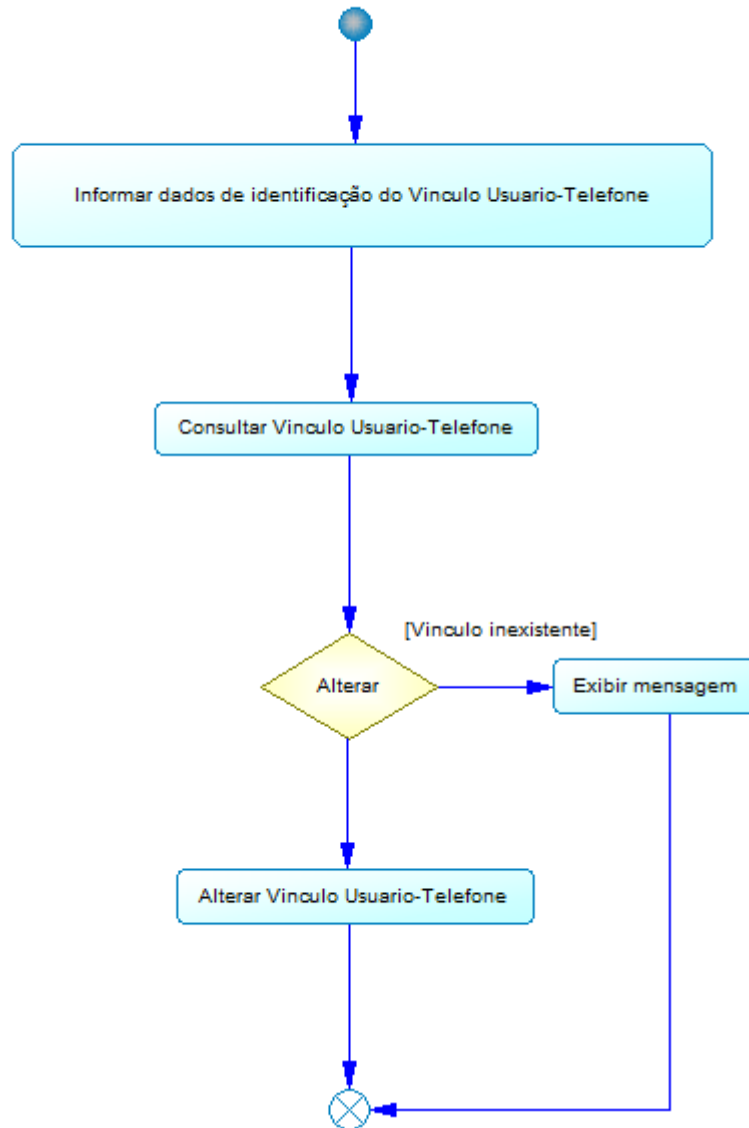 Informar dados de identificação do Vinculo Usuario-Telefone
Consultar Vinculo Usuario-Telefone
[Vinculo inexistente]
Alterar
Exibir mensagem
Alterar Vinculo Usuario-Telefone